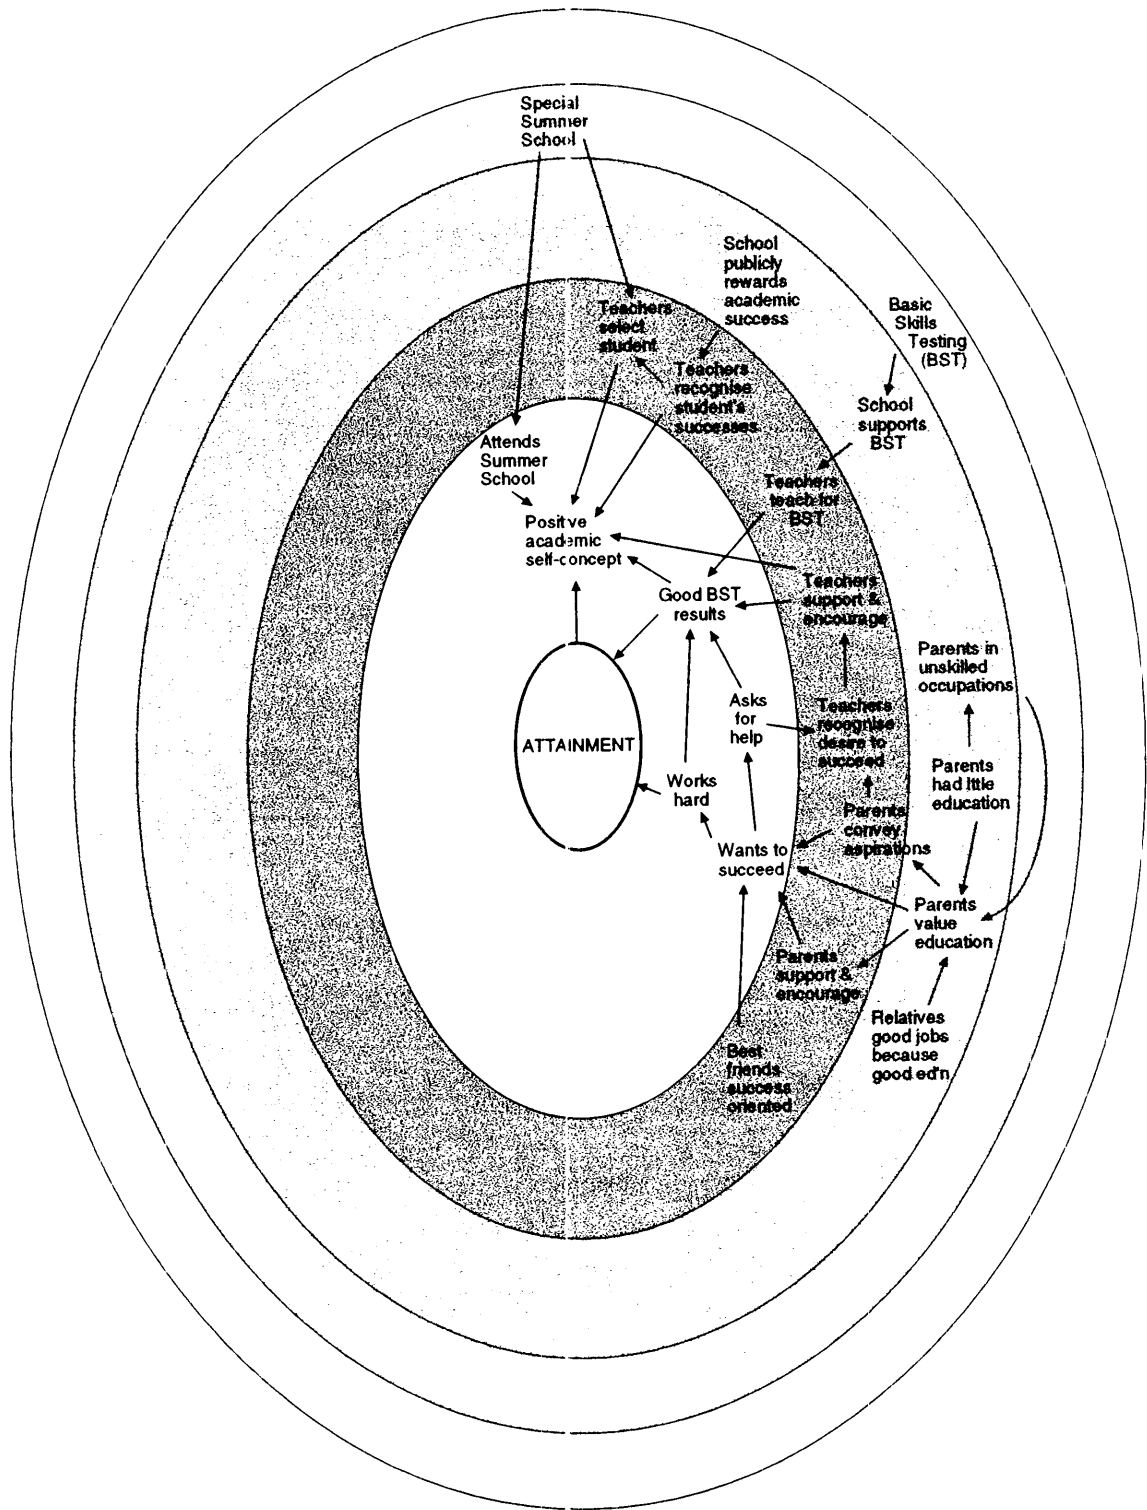 Special
Summer
School
School
publicly
rewards
academic
success
Teachers
select
student
Basic
Skills
Testing
(BST)
Teachers
recognise
student's
successes
School
supports
BST
Attends
Summer
School
Teachers
teach for
BST
Positive
academic
self-concept
Teachers
support &
encourage
Good BST
results
Parents in
unskilled
occupations
Asks
for
help
Teachers
recognise
desire to
succeed
ATTAINMENT
Parents
had little
education
Works
hard
Parents
convey
aspirations
Wants to
succeed
Parents
value
education
Parents
support &
encourage
Relatives
good jobs
because
good ed'n
Best
friends
success
oriented